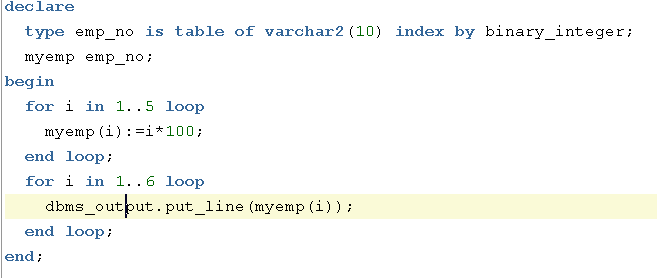 declare
type emp_no is table of varchar2(10) index by binary_integer;
myemp emp_no;
begin
for i in 1..5 loop
myemp(i):=i*100;
end loop;
for i in 1..6 loop
dbms_output.put_line(myemp(i));
end loop;
end;